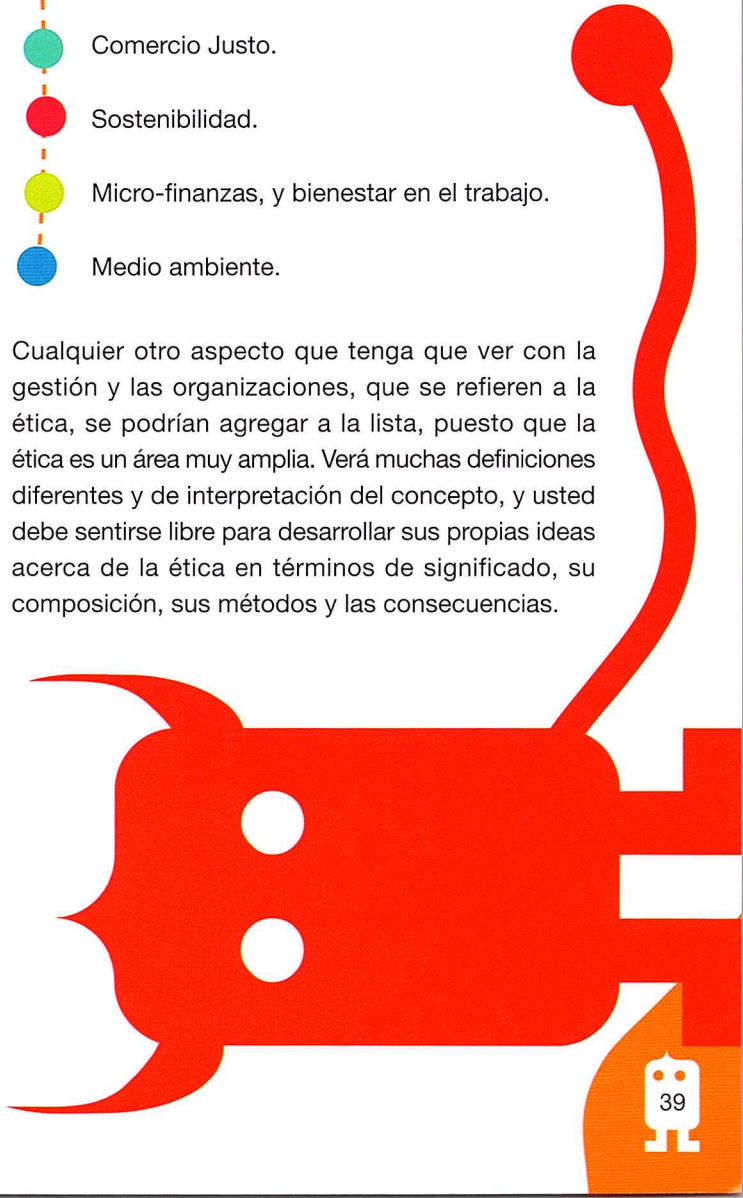 Comercio Justo.
Sostenibilidad.
Micro-finanzas, y bienestar en el trabajo.
Medio ambiente.
Cualquier otro aspecto que tenga que ver con la
gestión y las organizaciones, que se refieren a la
ética, se podrían agregar a la lista, puesto que la
ética es un área muy amplia. Verá muchas definiciones
diferentes y de interpretación del concepto, y usted
debe sentirse libre para desarrollar sus propias ideas
acerca de la ética en términos de significado, su
composición, sus métodos y las consecuencias.
39